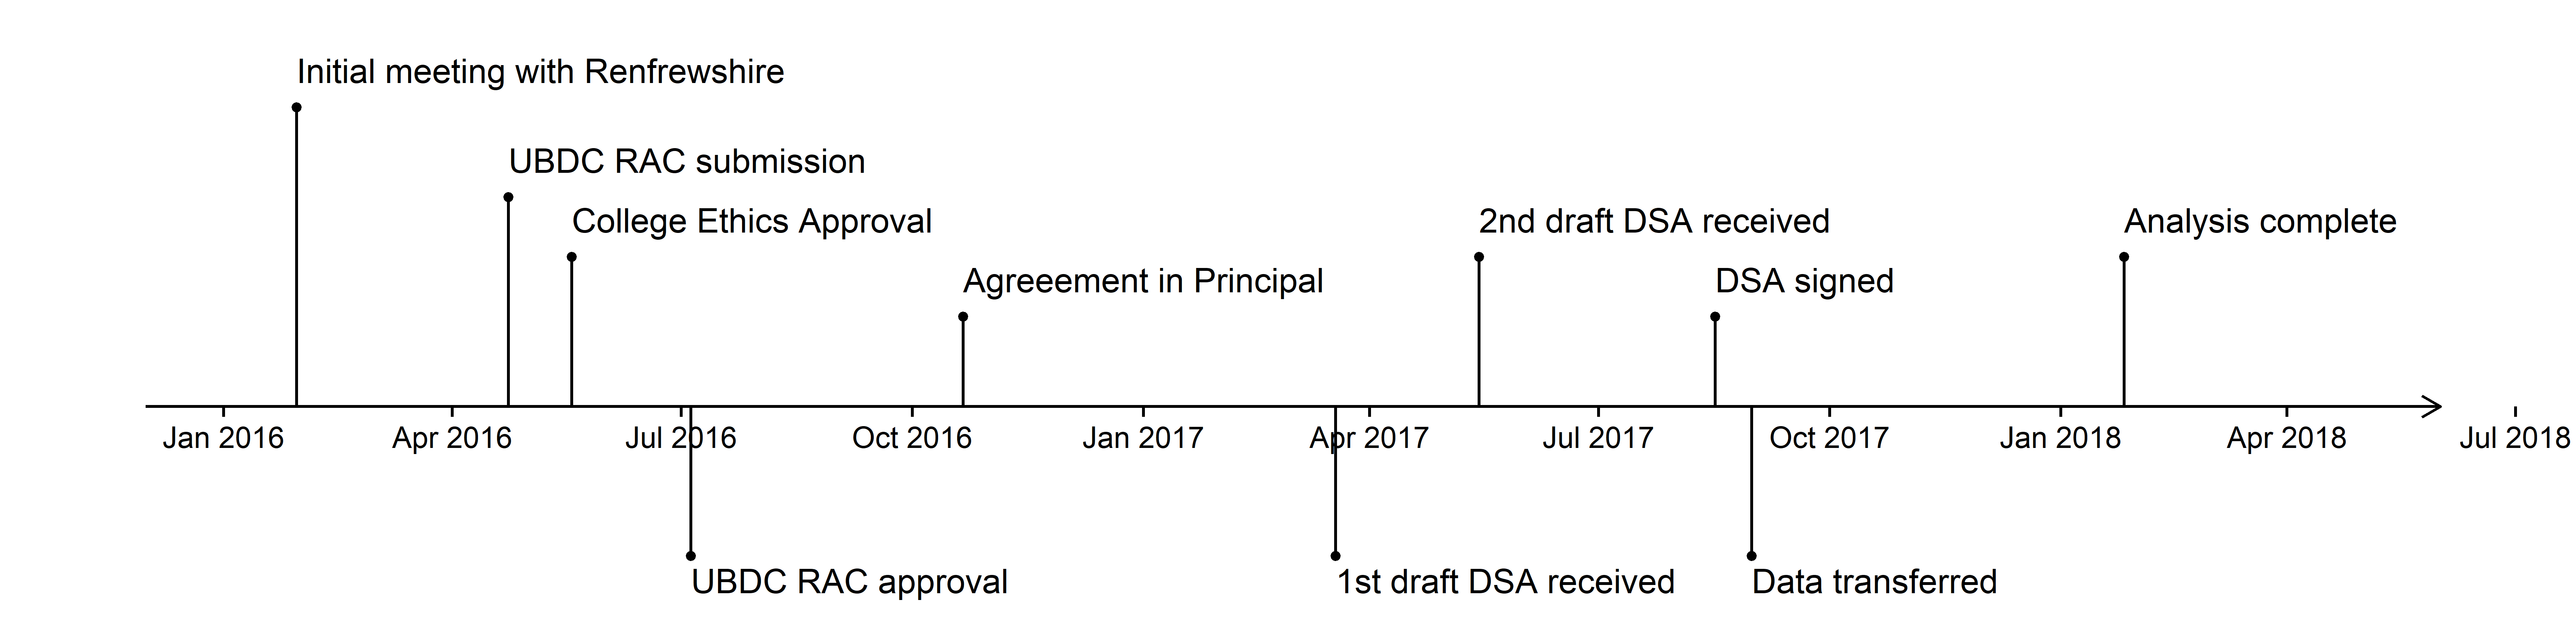 Initial meeting with Renfrewshire
UBDC RAC submission
College Ethics Approval
2nd draft DSA received
Analysis complete
Agreeement in Principal
DSA signed
Jan 2016
Apr 2016
Jul 2016
Oct 2016
Jan 2017
Apr 2017
Jul 2017
Oct 2017
Jan 2018
Apr 2018
Jul 2018
UBDC RAC approval
1st draft DSA received
Data transferred